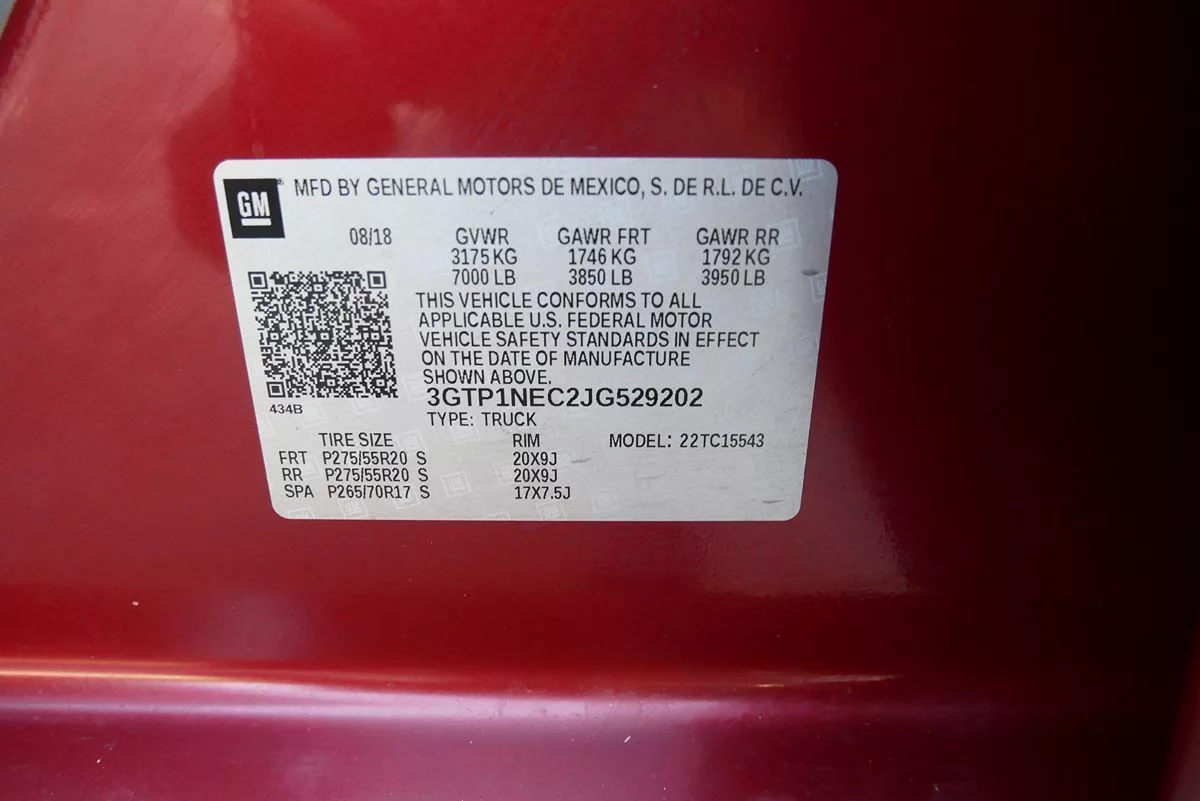 GM® MFD BY GENERAL MOTORS DE MEXICO, S. DE R.L. DE C.V.
08/18 GVWR GAWR FRT GAWR RR
3175 KG 1746 KG 1792 KG
7000 LB 3850 LB 3950 LB
THIS VEHICLE CONFORMS TO ALL
APPLICABLE U.S. FEDERAL MOTOR
VEHICLE SAFETY STANDARDS IN EFFECT
ON THE DATE OF MANUFACTURE
SHOWN ABOVE.
434B
3GTP1NEC2JG529202
TYPE: TRUCK
TIRE SIZE RIM MODEL: 22TC15543
FRT P275/55R20 S 20X9J
RR P275/55R20 S 20X9J
SPA P265/70R17 S 17X7.5J